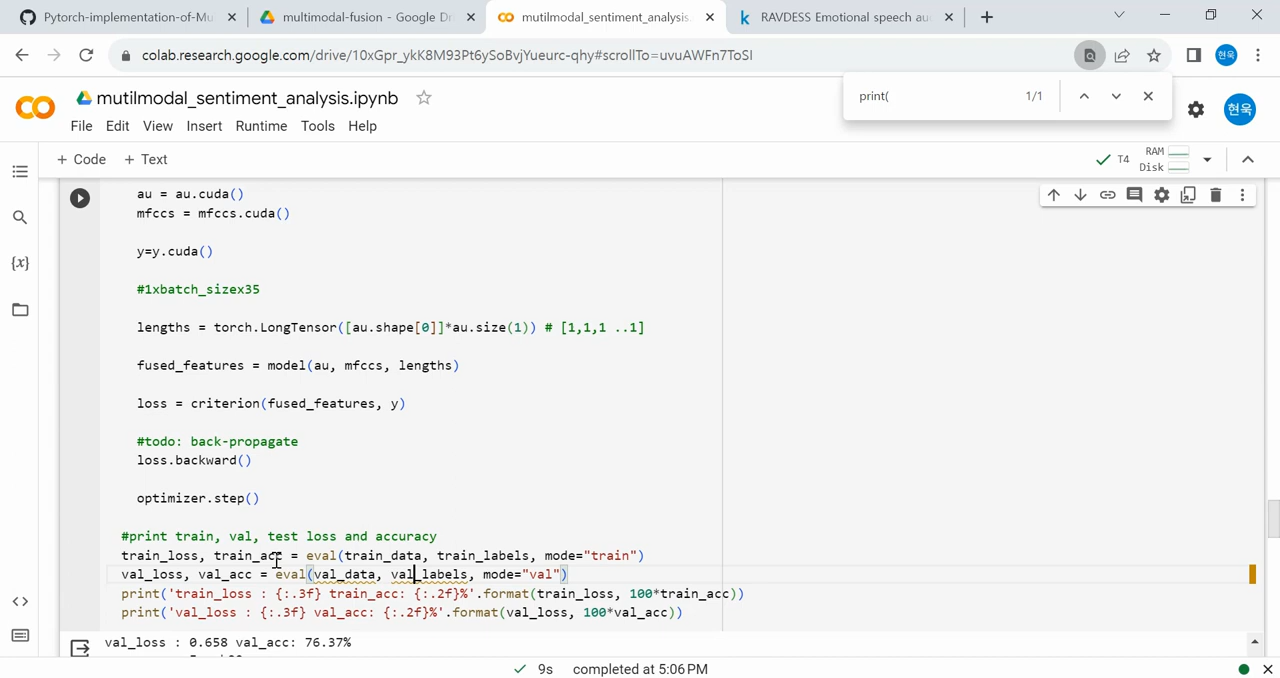 Pytorch-implementation-of-Mu
multimodal-fusion - Google Dr
mutilmodal_sentiment_analysis.
RAVDESS Emotional speech au
colab.research.google.com/drive/10xGpr_ykK8M93Pt6ySoBvjYueurc-qhy#scrollTo=uvuAWFn7ToSI
현욱
print( 1/1
mutilmodal_sentiment_analysis.ipynb
현욱
File Edit View Insert Runtime Tools Help
+ Code + Text
T4 RAM
Disk
au = au.cuda()
mfccs = mfccs.cuda()
y=y.cuda()
#1xbatch_sizex35
lengths = torch.LongTensor([au.shape[0]]*au.size(1)) # [1,1,1 ..1]
fused_features = model(au, mfccs, lengths)
loss = criterion(fused_features, y)
#todo: back-propagate
loss.backward()
optimizer.step()
#print train, val, test loss and accuracy
train_loss, train_acc = eval(train_data, train_labels, mode="train")
val_loss, val_acc = eval(val_data, val_labels, mode="val")
print('train_loss : {:.3f} train_acc: {:.2f}%'.format(train_loss, 100*train_acc))
print('val_loss : {:.3f} val_acc: {:.2f}%'.format(val_loss, 100*val_acc))
val_loss : 0.658 val_acc: 76.37%
9s completed at 5:06 PM